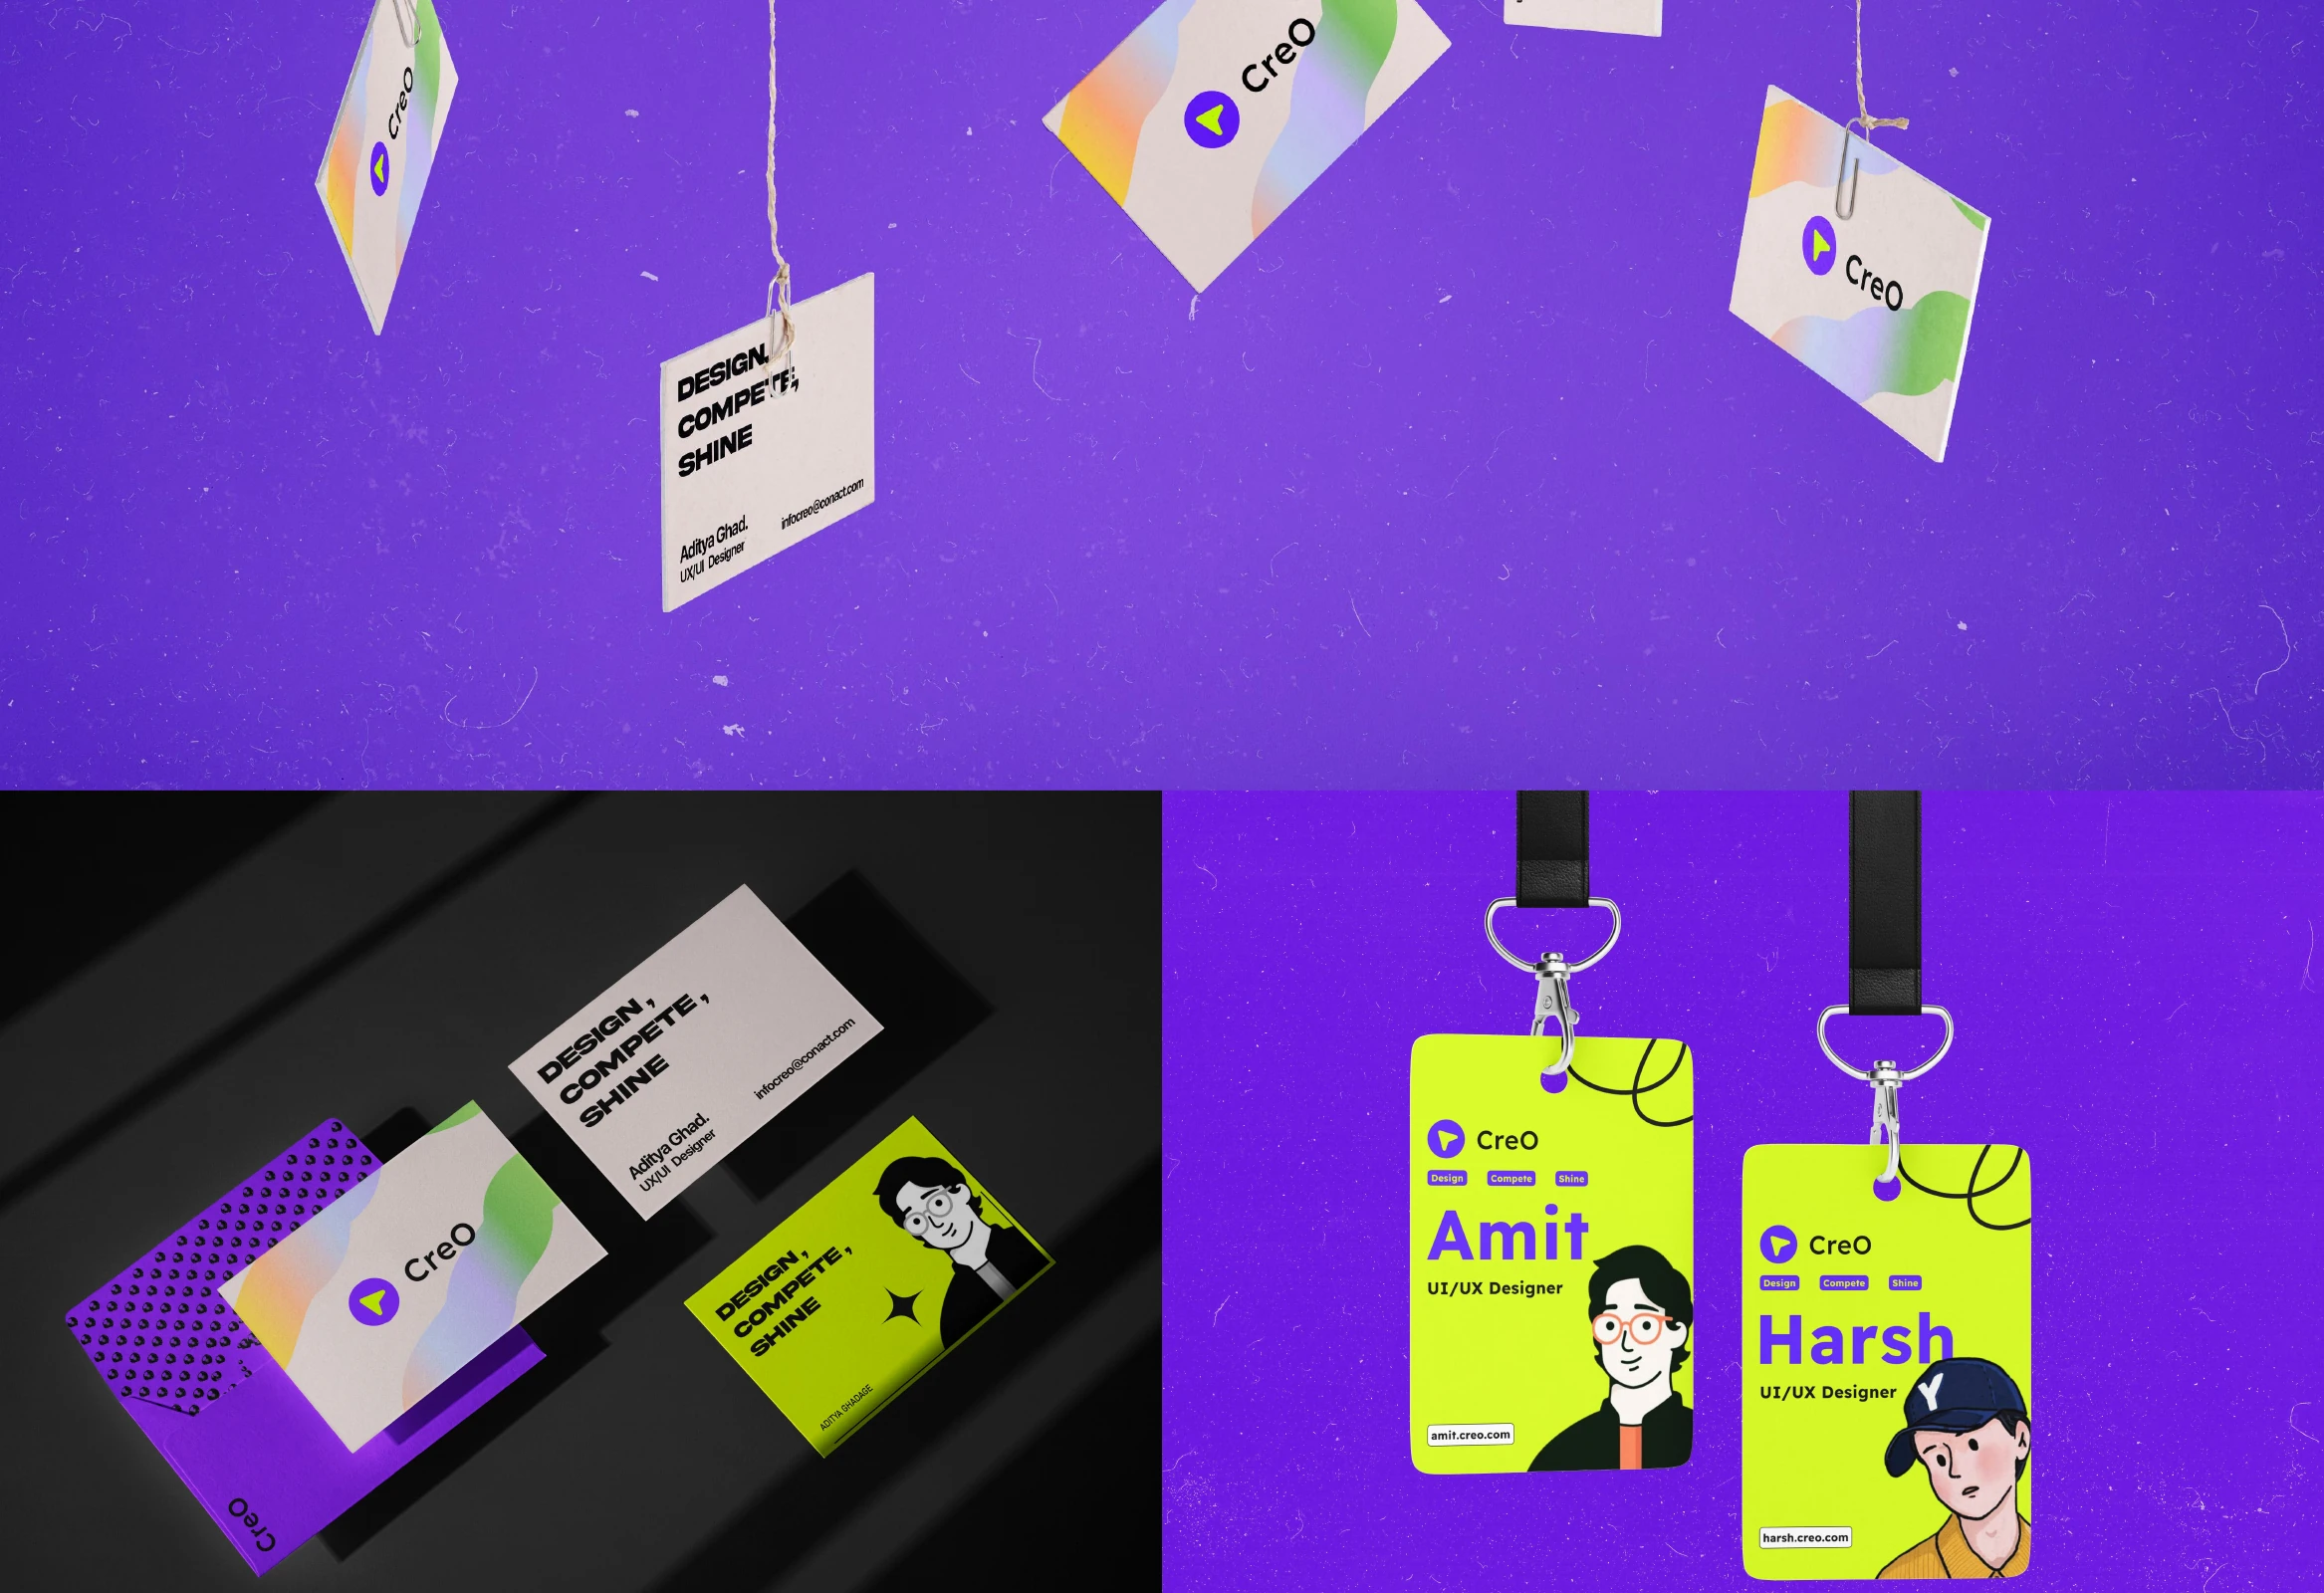 CreO
CreO
DESIGN,
COMPETE,
SHINE
Aditya Ghad.
UX/UI Designer
infocreo@conact.com
CreO
DESIGN,
COMPETE,
SHINE
Aditya Ghad.
UX/UI Designer
infocreo@conact.com
CreO
CreO
DESIGN,
COMPETE,
SHINE
ADITYA GHADAGE
CreO
Design Compete Shine
Amit
UI/UX Designer
amit.creo.com
CreO
Design Compete Shine
Harsh
UI/UX Designer
Y
harsh.creo.com